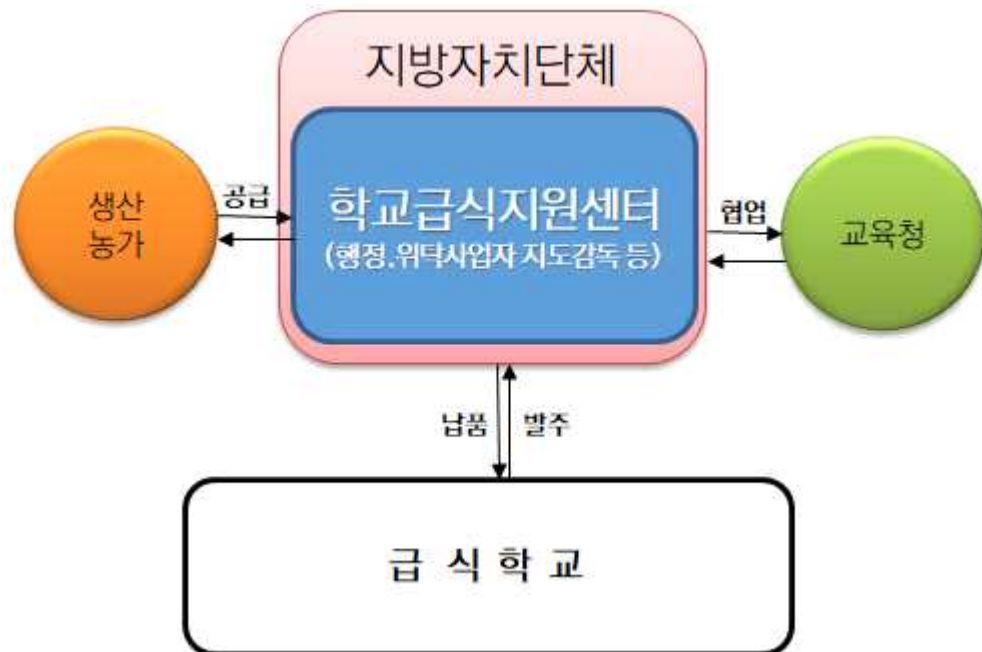 지방자치단체
생산
농가
공급
학교급식지원센터
(행정.위탁사업자 지도감독 등)
협업
교육청
납품
발주
급 식 학 교